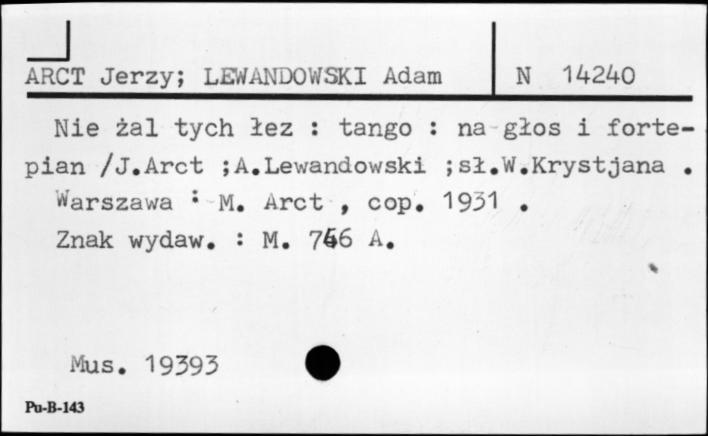 ARCT Jerzy; LEWANDOWSKI Adam N 14240
Nie żal tych łez : tango : na głos i forte-
pian /J.Arct ;A.Lewandowski ;sł.W.Krystjana .
Warszawa : M. Arct , cop. 1931 .
Znak wydaw. : M. 746 A.
Mus. 19393
Pu-B-143